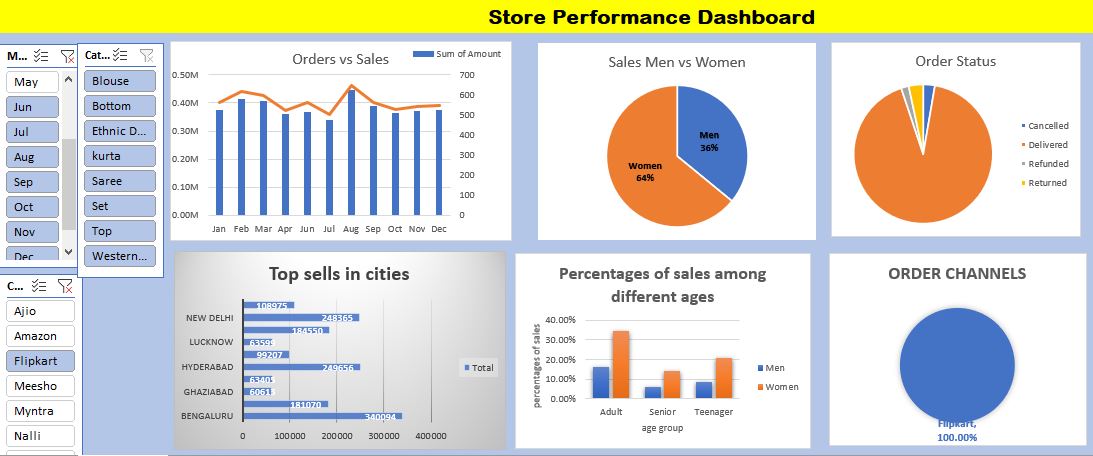 Store Performance Dashboard
M...
May
Jun
Jul
Aug
Sep
Oct
Nov
Dec
Cat...
Blouse
Bottom
Ethnic D...
kurta
Saree
Set
Top
Western...
C...
Ajio
Amazon
Flipkart
Meesho
Myntra
Nalli
Orders vs Sales
Sum of Amount
0.50M
0.40M
0.30M
0.20M
0.10M
0.00M
700
600
500
400
300
200
100
0
Jan Feb Mar Apr Jun Jul Aug Sep Oct Nov Dec
Sales Men vs Women
Men
36%
Women
64%
Order Status
Cancelled
Delivered
Refunded
Returned
Top sells in cities
108975
NEW DELHI 248365
184550
LUCKNOW
99207
HYDERABAD 249656
GHAZIABAD
181070
BENGALURU 340094
0 100000 200000 300000 400000
Total
Percentages of sales among
different ages
percentages of sales
40.00%
30.00%
20.00%
10.00%
0.00%
Adult Senior Teenager
age group
Men
Women
ORDER CHANNELS
Flipkart,
100.00%